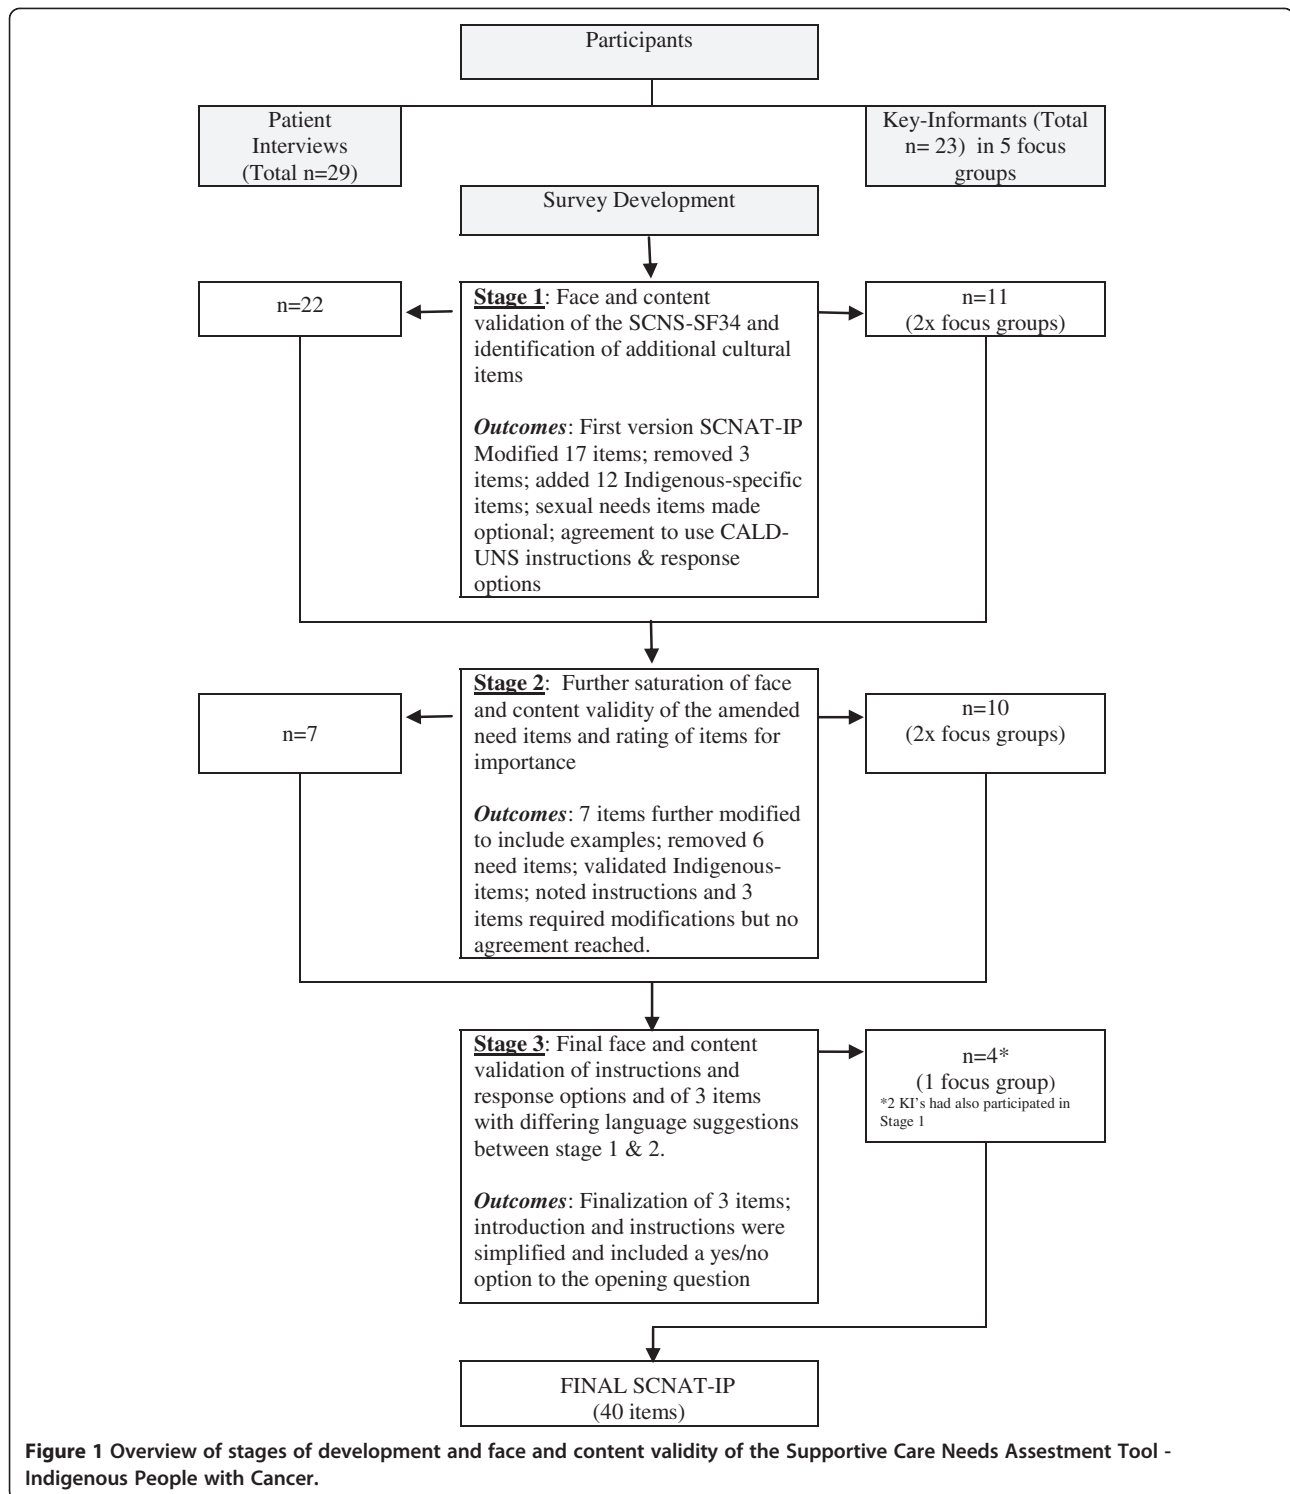 Participants
Patient
Interviews
(Total n=29)
Key-Informants (Total
n= 23) in 5 focus
groups
Survey Development
n=22
Stage 1: Face and content
validation of the SCNS-SF34 and
identification of additional cultural
items
Outcomes: First version SCNAT-IP
Modified 17 items; removed 3
items; added 12 Indigenous-specific
items; sexual needs items made
optional; agreement to use CALD-
UNS instructions & response
options
n=11
(2x focus groups)
n=7
Stage 2: Further saturation of face
and content validity of the amended
need items and rating of items for
importance
Outcomes: 7 items further modified
to include examples; removed 6
need items; validated Indigenous-
items; noted instructions and 3
items required modifications but no
agreement reached.
n=10
(2x focus groups)
Stage 3: Final face and content
validation of instructions and
response options and of 3 items
with differing language suggestions
between stage 1 & 2.
Outcomes: Finalization of 3 items;
introduction and instructions were
simplified and included a yes/no
option to the opening question
n=4*
(1 focus group)
*2 KI's had also participated in
Stage 1
FINAL SCNAT-IP
(40 items)
Figure 1 Overview of stages of development and face and content validity of the Supportive Care Needs Assestment Tool -
Indigenous People with Cancer.